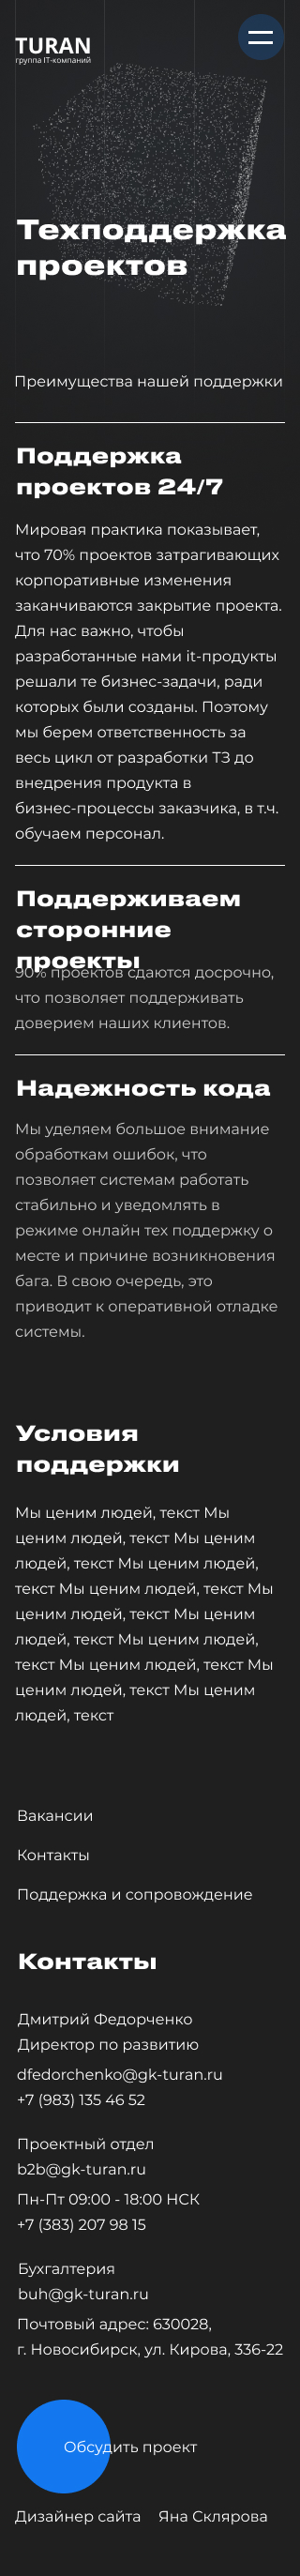 TURAN
группа IT-компаний
Техподдержка
проектов
Преимущества нашей поддержки
Поддержка
проектов 24/7
Мировая практика показывает,
что 70% проектов затрагивающих
корпоративные изменения
заканчиваются закрытие проекта.
Для нас важно, чтобы
разработанные нами it-продукты
решали те бизнес-задачи, ради
которых были созданы. Поэтому
мы берем ответственность за
весь цикл от разработки ТЗ до
внедрения продукта в
бизнес-процессы заказчика, в т.ч.
обучаем персонал.
Поддерживаем
сторонние
проекты
90% проектов сдаются досрочно,
что позволяет поддерживать
доверием наших клиентов.
Надежность кода
Мы уделяем большое внимание
обработкам ошибок, что
позволяет системам работать
стабильно и уведомлять в
режиме онлайн тех поддержку о
месте и причине возникновения
бага. В свою очередь, это
приводит к оперативной отладке
системы.
Условия
поддержки
Мы ценим людей, текст Мы
ценим людей, текст Мы ценим
людей, текст Мы ценим людей,
текст Мы ценим людей, текст Мы
ценим людей, текст Мы ценим
людей, текст Мы ценим людей,
текст Мы ценим людей, текст Мы
ценим людей, текст Мы ценим
людей, текст
Вакансии
Контакты
Поддержка и сопровождение
Контакты
Дмитрий Федорченко
Директор по развитию
dfedorchenko@gk-turan.ru
+7 (983) 135 46 52
Проектный отдел
b2b@gk-turan.ru
Пн-Пт 09:00 - 18:00 НСК
+7 (383) 207 98 15
Бухгалтерия
buh@gk-turan.ru
Почтовый адрес: 630028,
г. Новосибирск, ул. Кирова, 336-22
Обсудить проект
Дизайнер сайта Яна Склярова